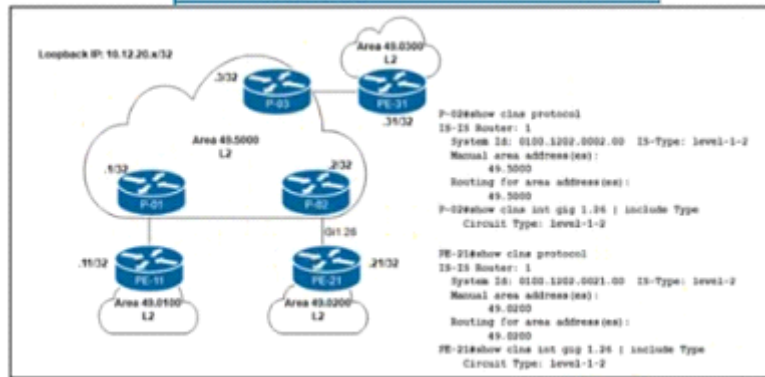 Loopback IP: 10.12.20.x/32
Area 49.0300
L2
.3/32
P-03
PE-31
.31/32
Area 49.5000
L2
.1/32
P-01
.2/32
P-02
Gi1.26
.11/32
PE-11
.21/32
PE-21
Area 49.0100
L2
Area 49.0200
L2
P-02#show clns protocol
IS-IS Router: 1
System Id: 0100.1202.0002.00 IS-Type: level-1-2
Manual area address(es):
49.5000
Routing for area address(es):
49.5000
P-02#show clns int gig 1.26 | include Type
Circuit Type: level-1-2
PE-21#show clns protocol
IS-IS Router: 1
System Id: 0100.1202.0021.00 IS-Type: level-2
Manual area address(es):
49.0200
Routing for area address(es):
49.0200
PE-21#show clns int gig 1.26 | include Type
Circuit Type: level-1-2